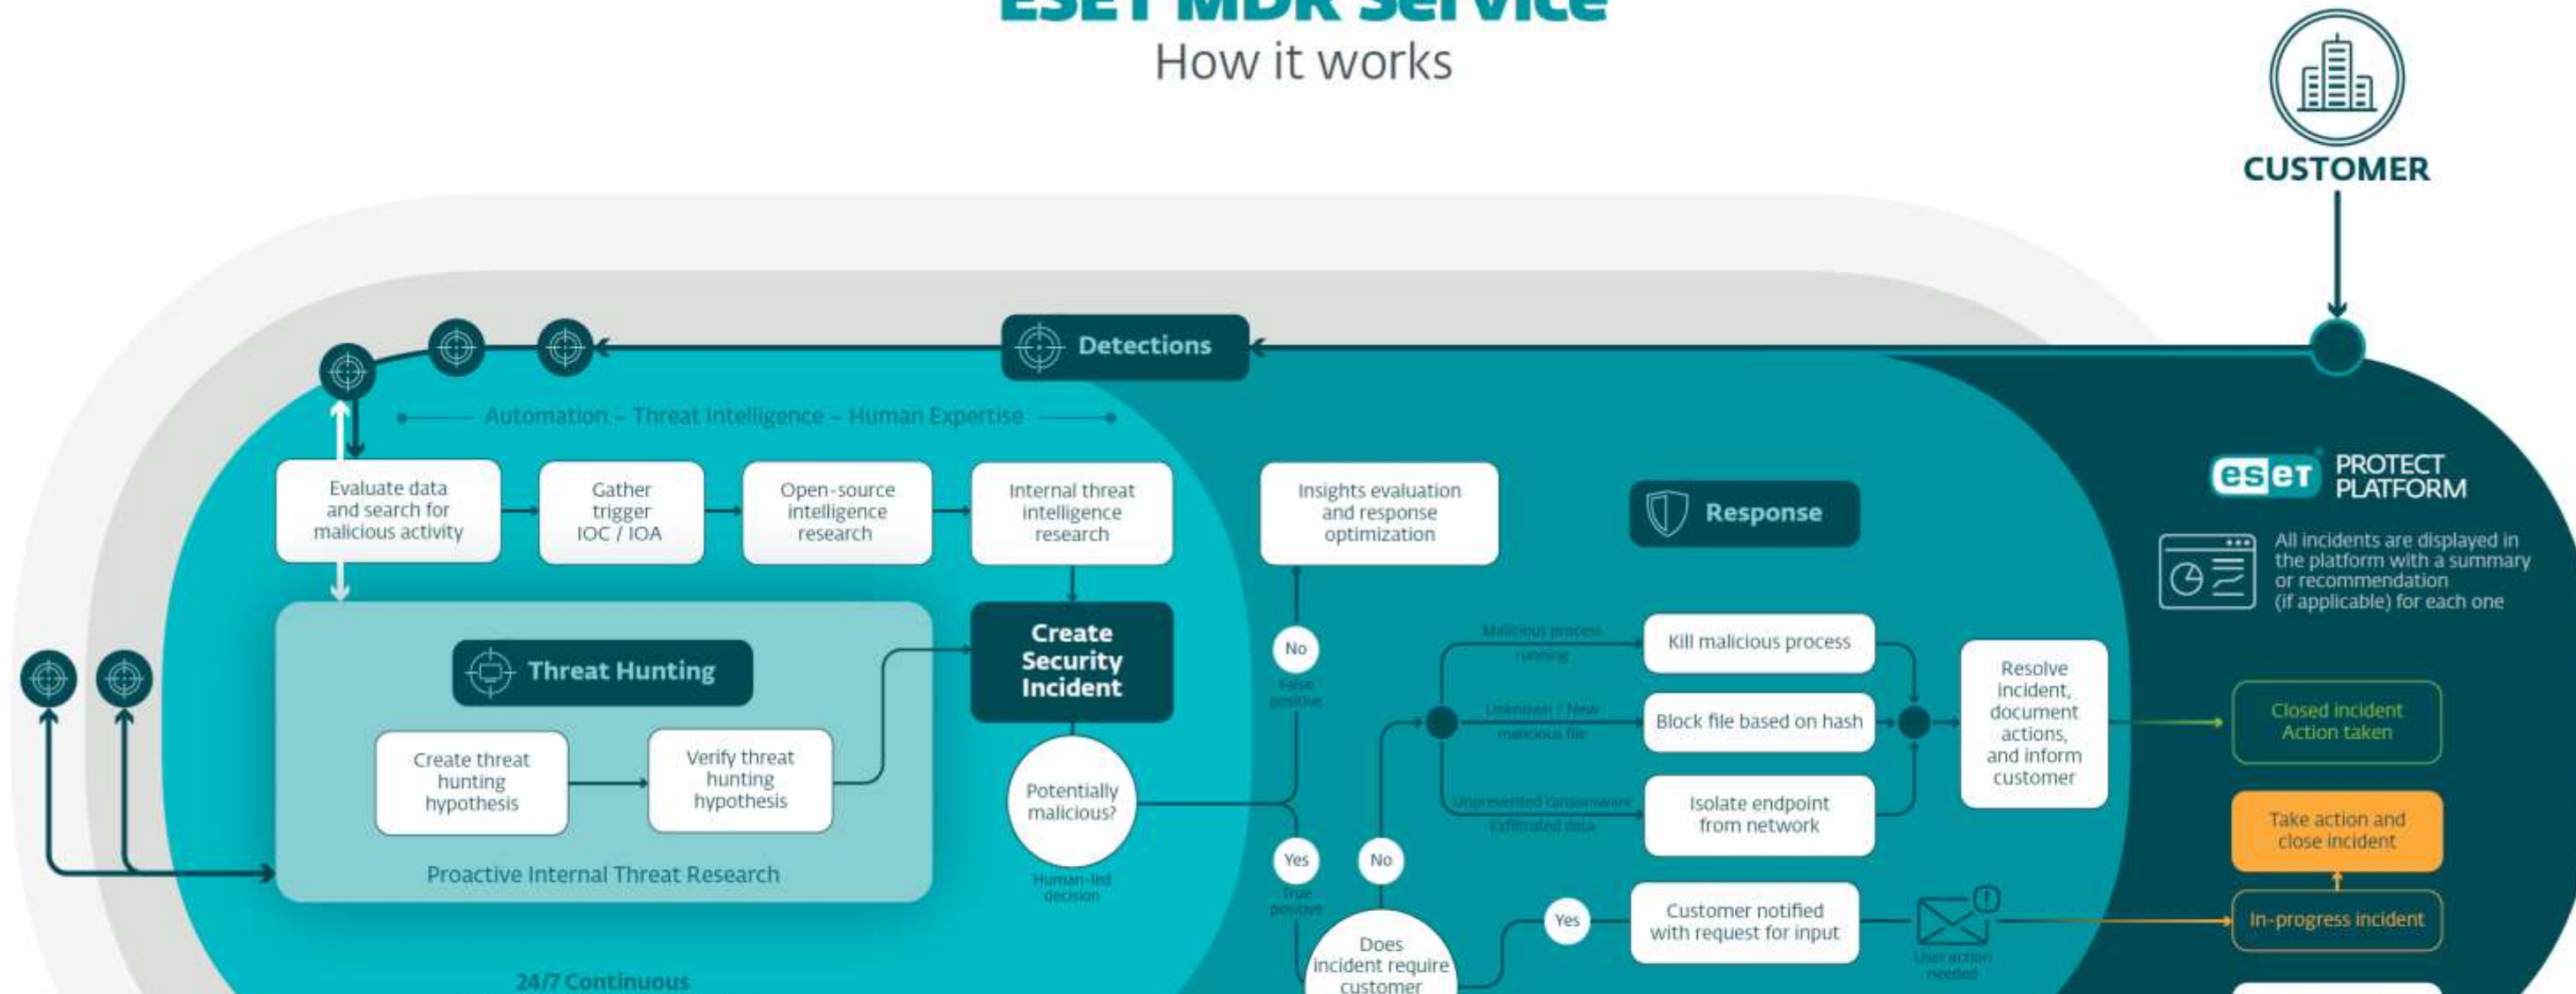 ESET MDR Service
How it works
CUSTOMER
Detections
Automation – Threat Intelligence – Human Expertise
Evaluate data
and search for
malicious activity
Gather
trigger
IOC / IOA
Open-source
intelligence
research
Internal threat
intelligence
research
Threat Hunting
Create threat
hunting
hypothesis
Verify threat
hunting
hypothesis
Proactive Internal Threat Research
Create
Security
Incident
Potentially
malicious?
Human-led
decision
24/7 Continuous
Insights evaluation
and response
optimization
No
False
positive
Yes
True
positive
No
Does
incident require
customer
Yes
Response
Malicious process
running
Kill malicious process
Unknown / New
malicious file
Block file based on hash
Unprevented ransomware
Exfiltrated data
Isolate endpoint
from network
Resolve
incident,
document
actions,
and inform
customer
Customer notified
with request for input
User action
needed
eseT PROTECT
PLATFORM
All incidents are displayed in
the platform with a summary
or recommendation
(if applicable) for each one
Closed incident
Action taken
Take action and
close incident
In-progress incident